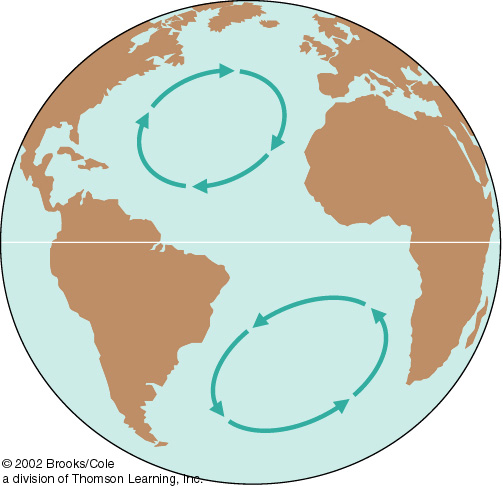 © 2002 Brooks/Cole
a division of Thomson Learning, Inc.